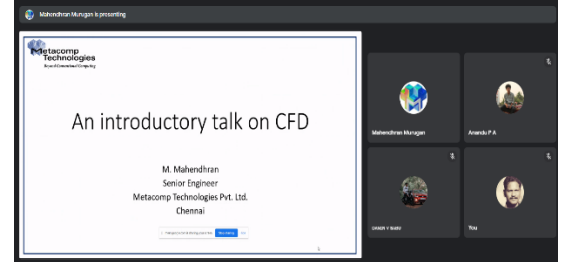 Mahendhran Murugan is presenting
Metacomp
Technologies
An introductory talk on CFD
M. Mahendhran
Senior Engineer
Metacomp Technologies Pvt. Ltd.
Chennai
Mahendhran Murugan
Anandu P A
You